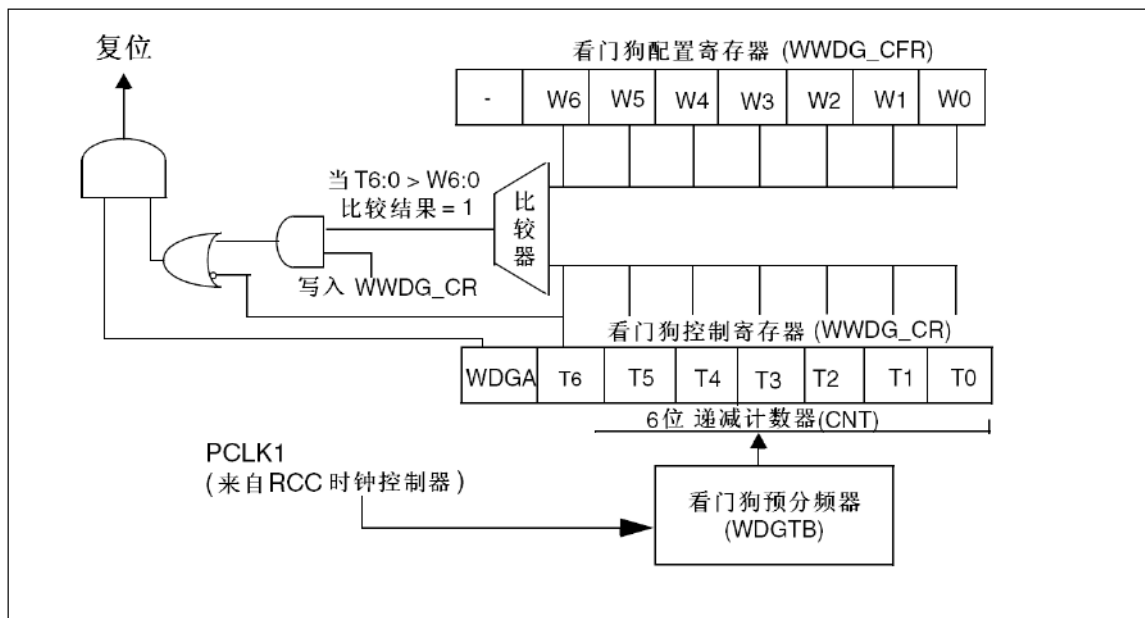 复位
看门狗配置寄存器 (WWDG_CFR)
- W6 W5 W4 W3 W2 W1 W0
当 T6:0 > W6:0
比较结果 = 1
比较器
写入 WWDG_CR
看门狗控制寄存器 (WWDG_CR)
WDGA T6 T5 T4 T3 T2 T1 T0
6位 递减计数器(CNT)
PCLK1
(来自RCC时钟控制器)
看门狗预分频器
(WDGTB)